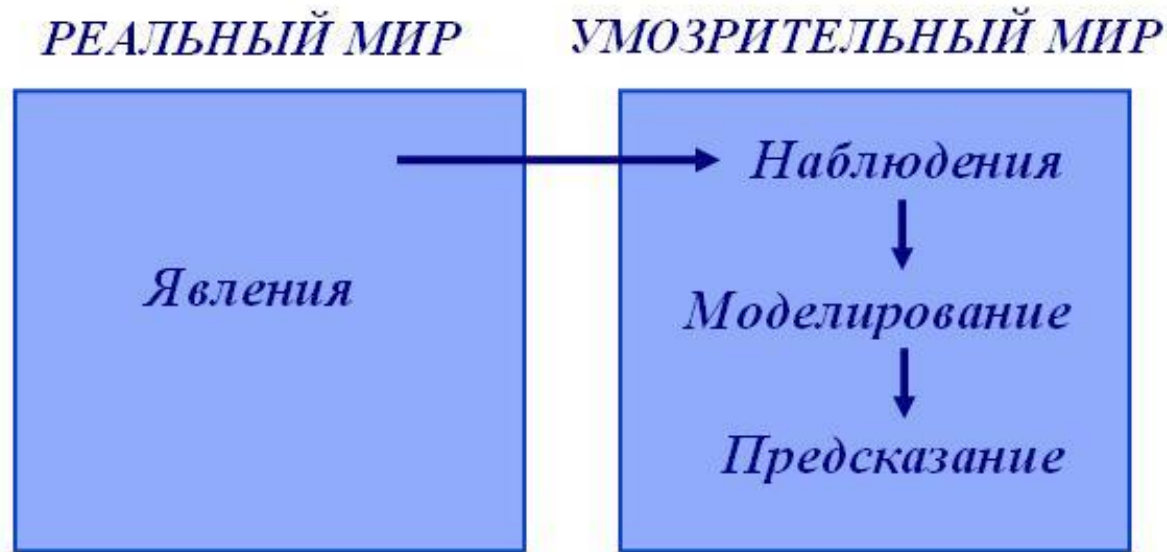 РЕАЛЬНЫЙ МИР
УМОЗРИТЕЛЬНЫЙ МИР
Явления
Наблюдения
Моделирование
Предсказание